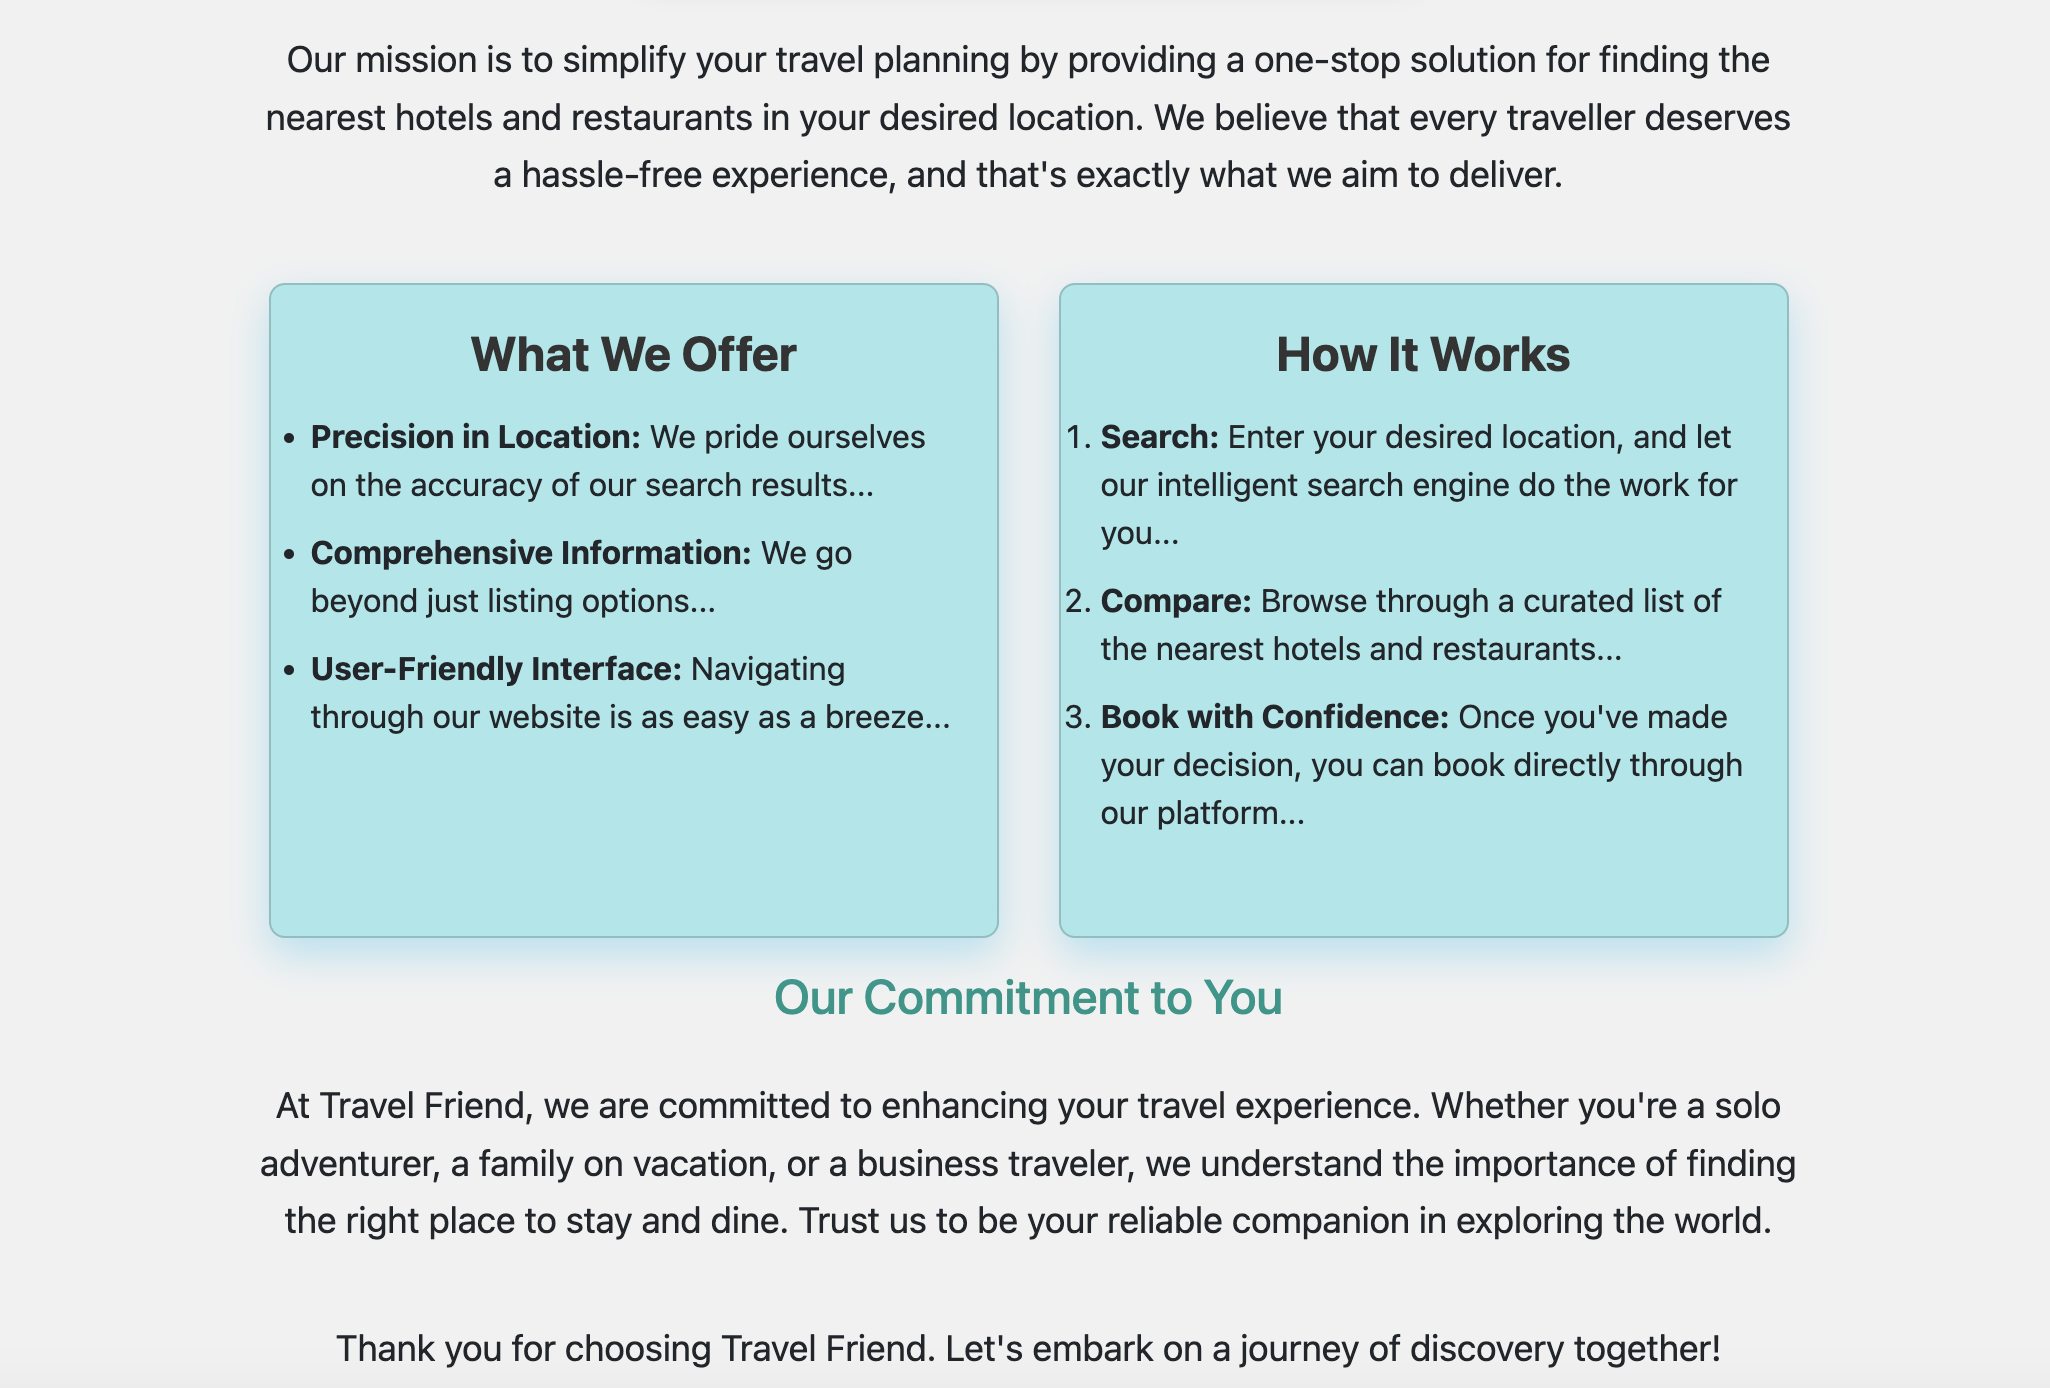 Our mission is to simplify your travel planning by providing a one-stop solution for finding the
nearest hotels and restaurants in your desired location. We believe that every traveller deserves
a hassle-free experience, and that's exactly what we aim to deliver.
What We Offer
• Precision in Location: We pride ourselves
on the accuracy of our search results...
• Comprehensive Information: We go
beyond just listing options...
• User-Friendly Interface: Navigating
through our website is as easy as a breeze...
How It Works
1. Search: Enter your desired location, and let
our intelligent search engine do the work for
you...
2. Compare: Browse through a curated list of
the nearest hotels and restaurants...
3. Book with Confidence: Once you've made
your decision, you can book directly through
our platform...
Our Commitment to You
At Travel Friend, we are committed to enhancing your travel experience. Whether you're a solo
adventurer, a family on vacation, or a business traveler, we understand the importance of finding
the right place to stay and dine. Trust us to be your reliable companion in exploring the world.
Thank you for choosing Travel Friend. Let's embark on a journey of discovery together!